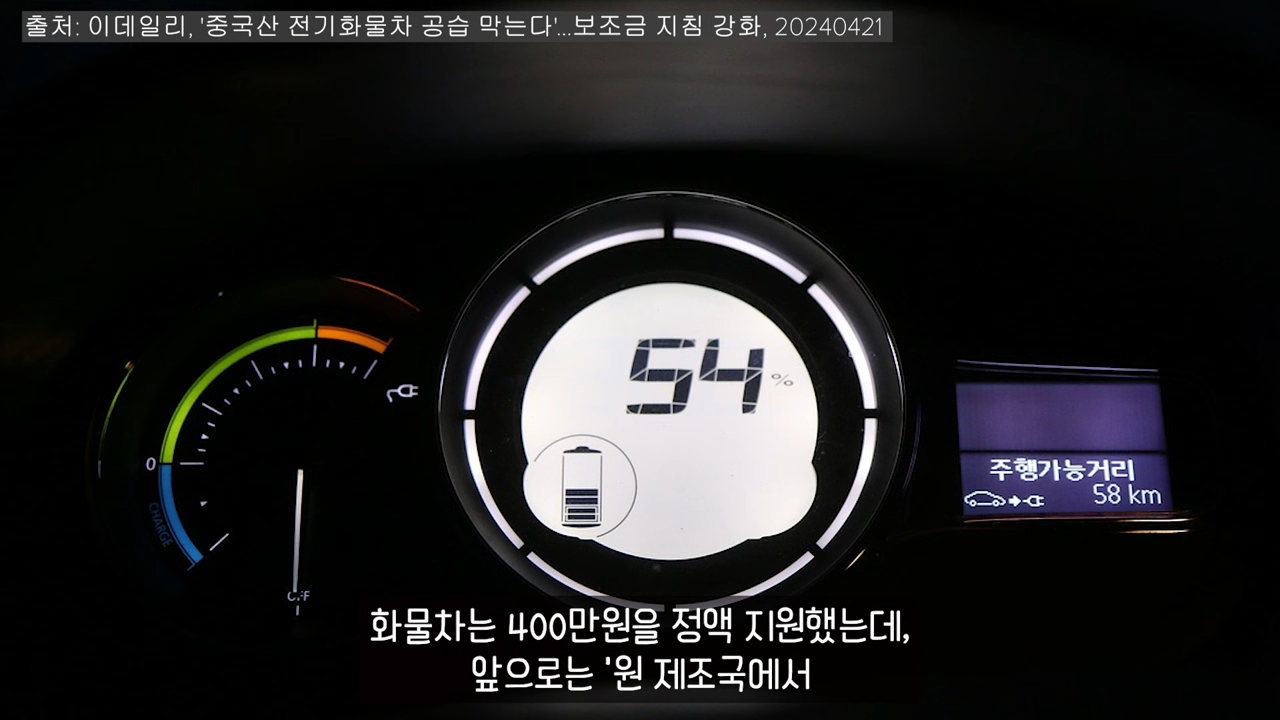 출처: 이데일리, '중국산 전기화물차 공습 막는다'...보조금 지침 강화, 20240421
54 %
0
CHARGE
OFF
주행가능거리
58 km
화물차는 400만원을 정액 지원했는데,
앞으로는 '원 제조국에서